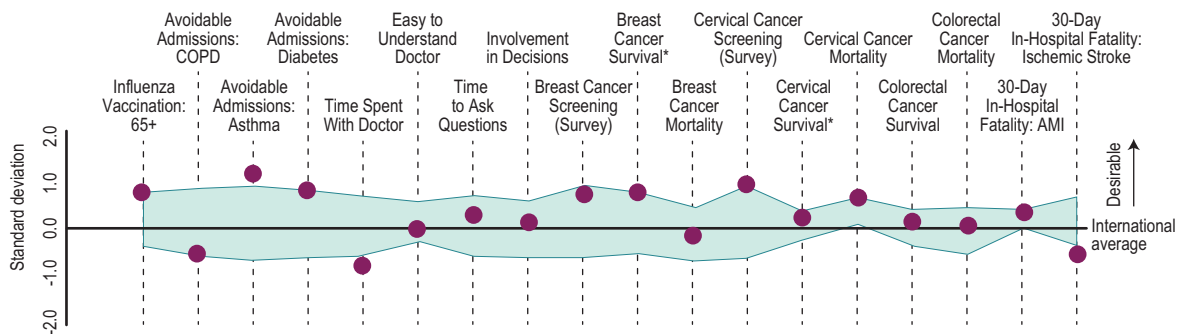 Avoidable
Admissions:
COPD
Avoidable
Admissions:
Diabetes
Easy to
Understand
Doctor
Involvement
in Decisions
Breast
Cancer
Survival*
Cervical Cancer
Screening
(Survey)
Cervical Cancer
Mortality
Colorectal
Cancer
Mortality
30-Day
In-Hospital Fatality:
Ischemic Stroke
Influenza
Vaccination:
65+
Avoidable
Admissions:
Asthma
Time Spent
With Doctor
Time
to Ask
Questions
Breast Cancer
Screening
(Survey)
Breast
Cancer
Mortality
Cervical
Cancer
Survival*
Colorectal
Cancer
Survival
30-Day
In-Hospital
Fatality: AMI
Standard deviation
2.0
1.0
0.0
-1.0
-2.0
Desirable
International
average